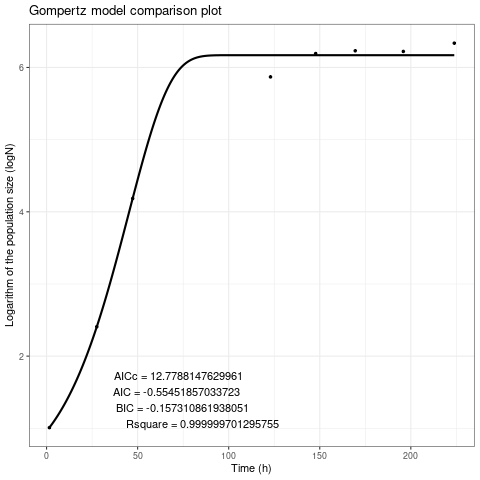 Gompertz model comparison plot
Logarithm of the population size (logN)
6
4
2
AICc = 12.7788147629961
AIC = -0.55451857033723
BIC = -0.157310861938051
Rsquare = 0.999999701295755
0 50 100 150 200
Time (h)